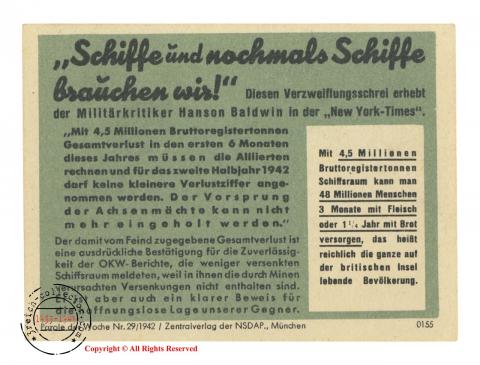 „Schiffe und nochmals Schiffe
brauchen wir!“ Diesen Verzweiflungsschrei erhebt
der Militärkritiker Hanson Baldwin in der „New York-Times“.
„Mit 4,5 Millionen Bruttoregistertonnen
Gesamtverlust in den ersten 6 Monaten
dieses Jahres müssen die Alliierten
rechnen und für das zweite Halbjahr 1942
darf keine kleinere Verlustziffer ange-
nommen werden. Der Vorsprung
der Achsenmächte kann nicht
mehr eingeholt werden.“
Der damit vom Feind zugegebene Gesamtverlust ist
eine ausdrückliche Bestätigung für die Zuverlässig-
keit der OKW-Berichte, die weniger versenkten
Schiffsraum meldeten, weil in ihnen die durch Minen
verursachten Versenkungen nicht enthalten sind.
aber auch ein klarer Beweis für
die hoffnungslose Lage unserer Gegner.
Mit 4,5 Millionen
Bruttoregistertonnen
Schiffsraum kann man
48 Millionen Menschen
3 Monate mit Fleisch
oder 1¼ Jahr mit Brot
versorgen, das heißt
reichlich die ganze auf
der britischen Insel
lebende Bevölkerung.
Parole der Woche Nr. 29/1942 / Zentralverlag der NSDAP., München
0155
Copyright © All Rights Reserved